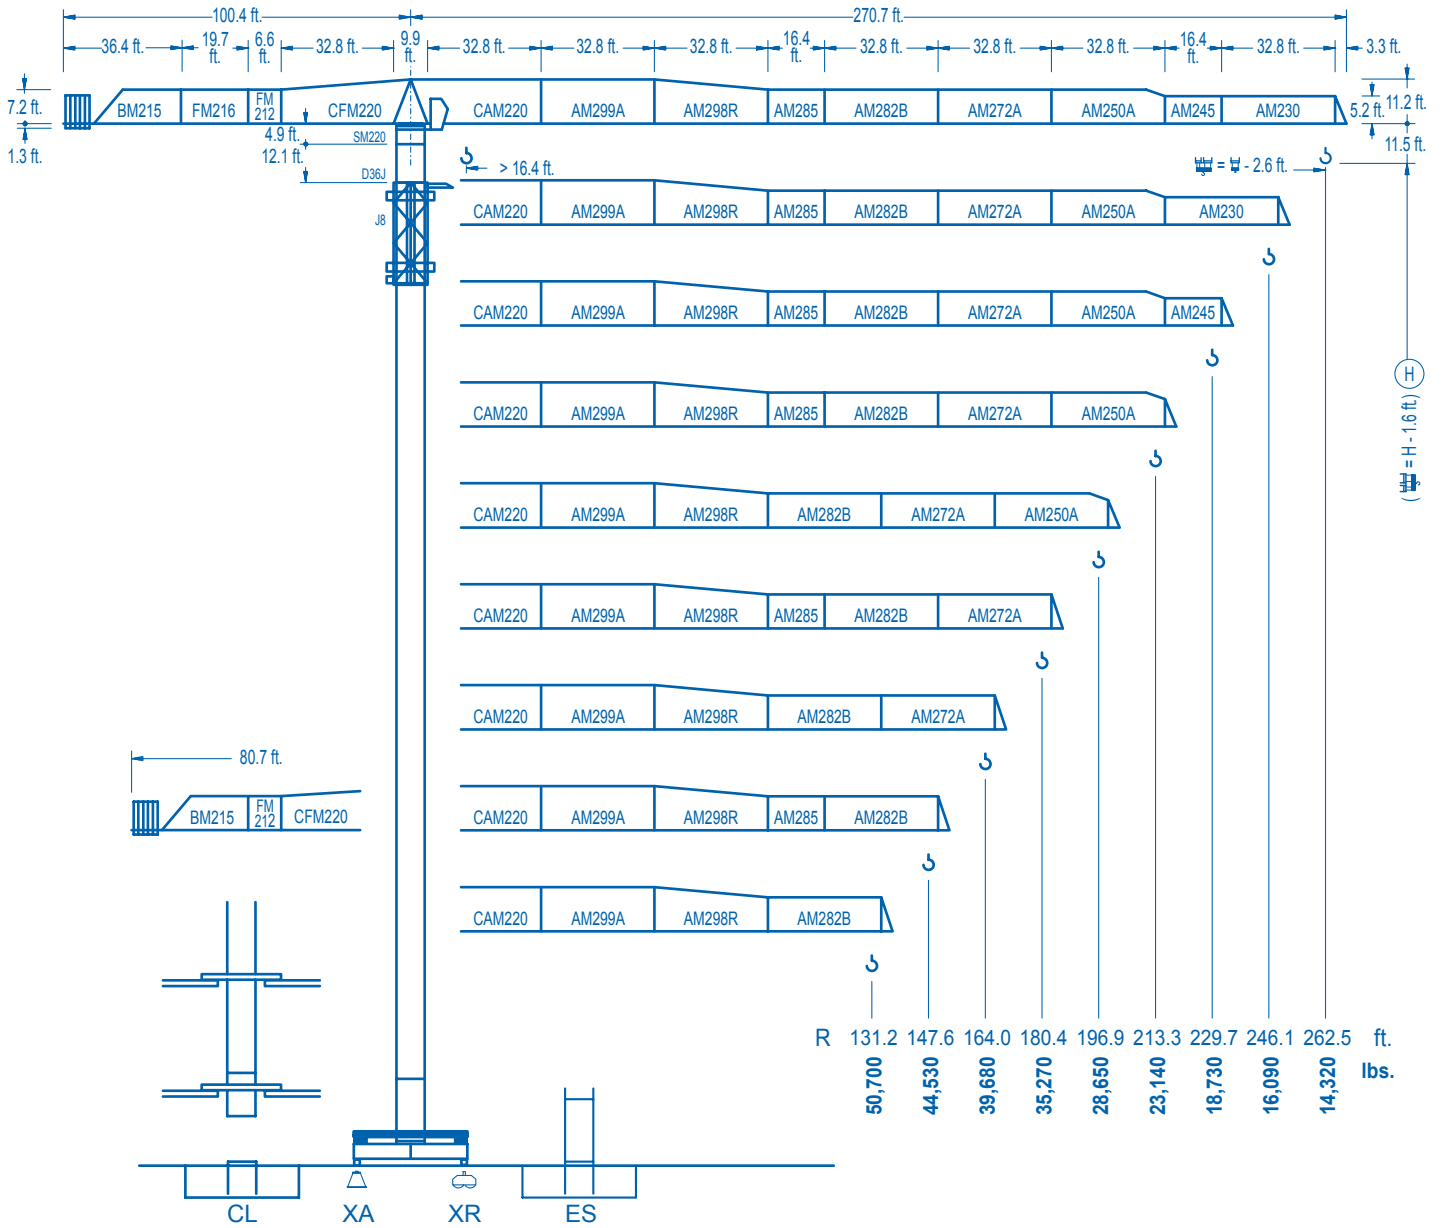 100.4 ft.
270.7 ft.
36.4 ft.
19.7 ft.
6.6 ft.
32.8 ft.
9.9 ft.
32.8 ft.
32.8 ft.
32.8 ft.
16.4 ft.
32.8 ft.
32.8 ft.
32.8 ft.
16.4 ft.
32.8 ft.
3.3 ft.
7.2 ft.
BM215
FM216
FM 212
CFM220
CAM220
AM299A
AM298R
AM285
AM282B
AM272A
AM250A
AM245
AM230
5.2 ft.
11.2 ft.
1.3 ft.
4.9 ft.
SM220
12.1 ft.
D36J
J8
> 16.4 ft.
= - 2.6 ft.
11.5 ft.
CAM220
AM299A
AM298R
AM285
AM282B
AM272A
AM250A
AM230
CAM220
AM299A
AM298R
AM285
AM282B
AM272A
AM250A
AM245
H
( = H - 1.6 ft.)
CAM220
AM299A
AM298R
AM285
AM282B
AM272A
AM250A
CAM220
AM299A
AM298R
AM282B
AM272A
AM250A
CAM220
AM299A
AM298R
AM285
AM282B
AM272A
CAM220
AM299A
AM298R
AM282B
AM272A
80.7 ft.
BM215
FM 212
CFM220
CAM220
AM299A
AM298R
AM285
AM282B
CAM220
AM299A
AM298R
AM282B
R 131.2 147.6 164.0 180.4 196.9 213.3 229.7 246.1 262.5 ft.
50,700 44,530 39,680 35,270 28,650 23,140 18,730 16,090 14,320 lbs.
CL
XA
XR
ES